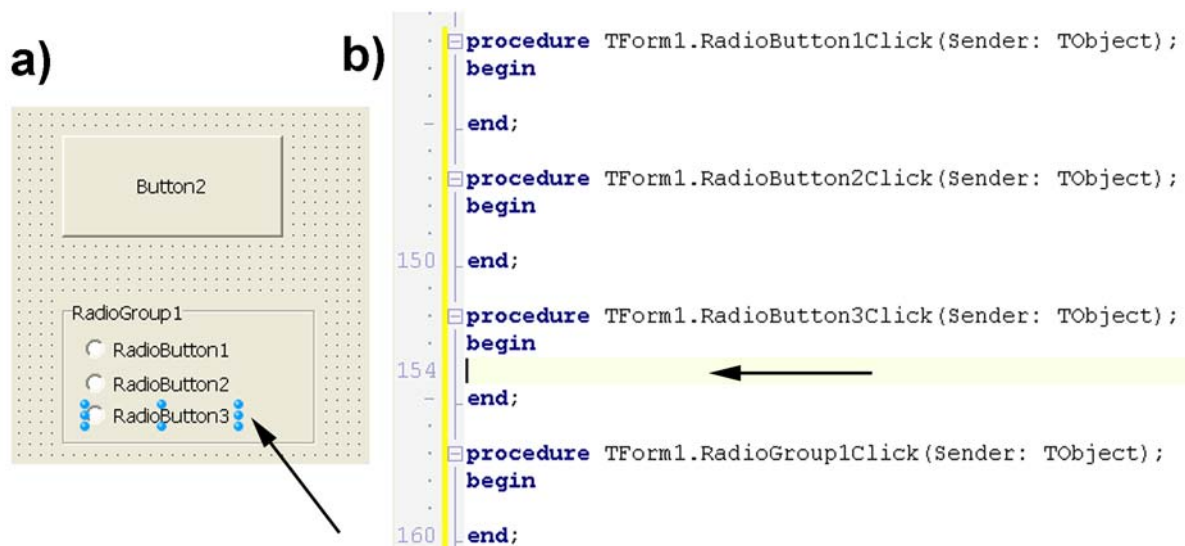 a)
Button2
RadioGroup1
RadioButton1
RadioButton2
RadioButton3
b)
procedure TForm1.RadioButton1Click(Sender: TObject);
begin
end;
procedure TForm1.RadioButton2Click(Sender: TObject);
begin
150 end;
procedure TForm1.RadioButton3Click(Sender: TObject);
begin
154
end;
procedure TForm1.RadioGroup1Click(Sender: TObject);
begin
160 end;